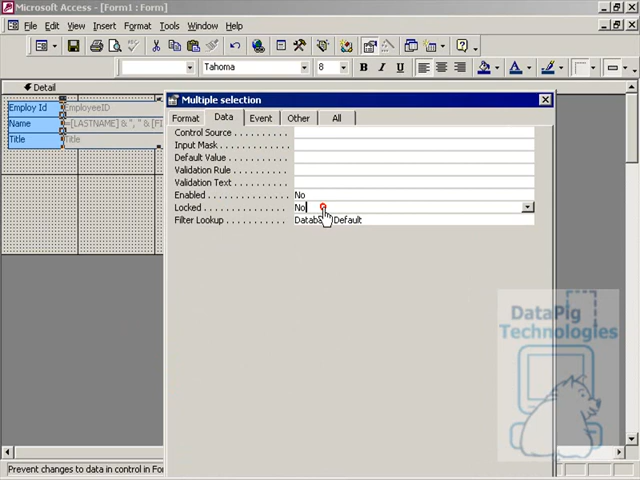 Microsoft Access - [Form1 : Form]
File Edit View Insert Format Tools Window Help
Tahoma 8 B I U
Detail
Employ Id EmployeeID
Name =[LASTNAME] & ", " & [FI
Title Title
Multiple selection
Format Data Event Other All
Control Source
Input Mask
Default Value
Validation Rule
Validation Text
Enabled No
Locked No
Filter Lookup Default
DataPig
Technologies
Prevent changes to data in control in For